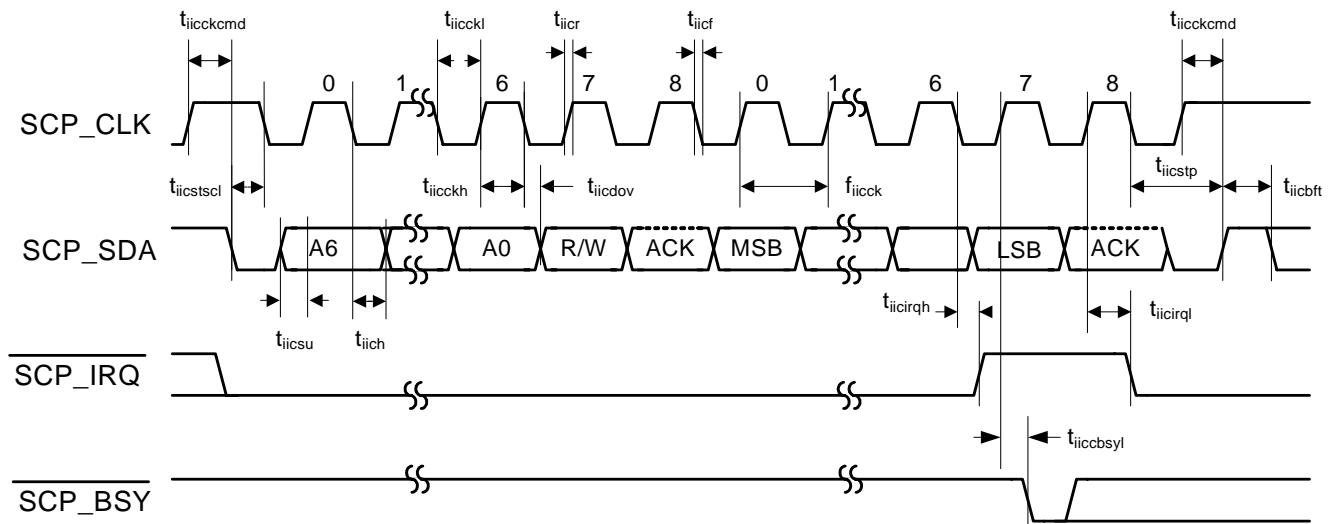 t_iicckcmd t_iicckl t_iicr t_iicf t_iicckcmd
0 1 6 7 8 0 1 6 7 8
SCP_CLK
t_iicstscl t_iicckh t_iicdov f_iicck t_iicstp t_iicbft
SCP_SDA A6 A0 R/W ACK MSB LSB ACK
t_iicsu t_iich t_iicirqh t_iicirql
SCP_IRQ
t_iiccbsyl
SCP_BSY